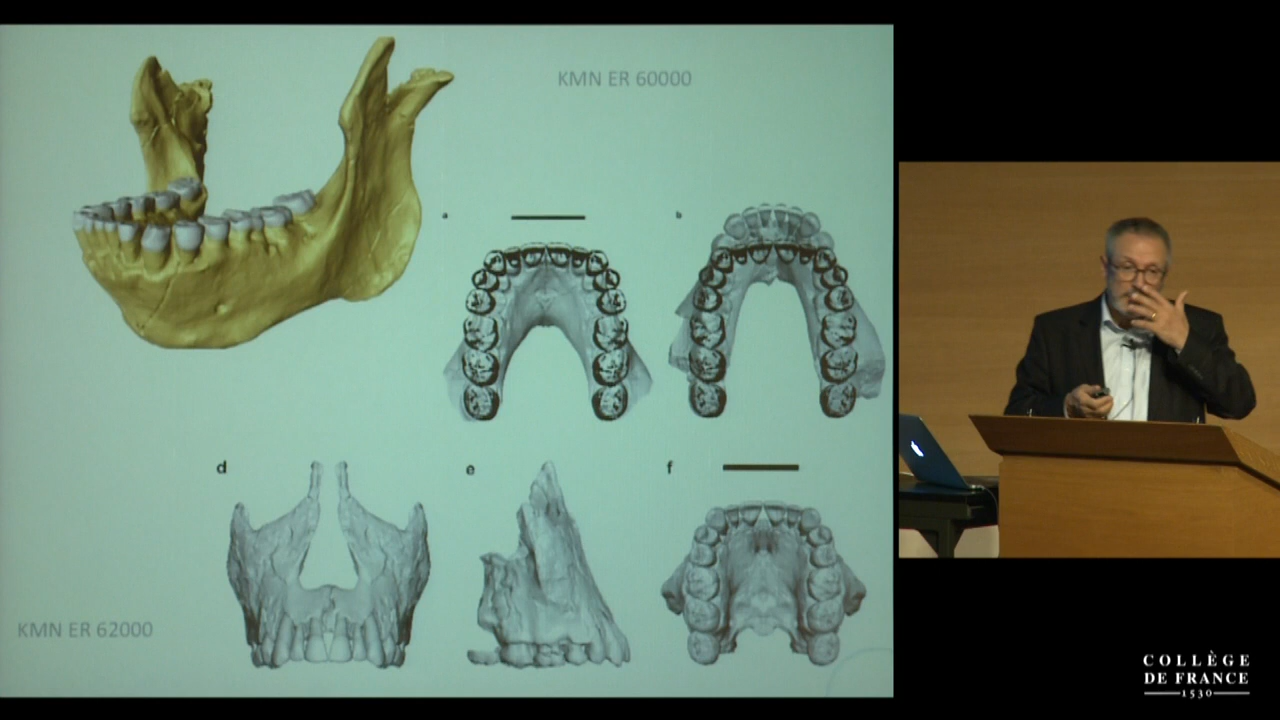 KMN ER 60000
a
b
d
e
f
KMN ER 62000
COLLÈGE
DE FRANCE
1530